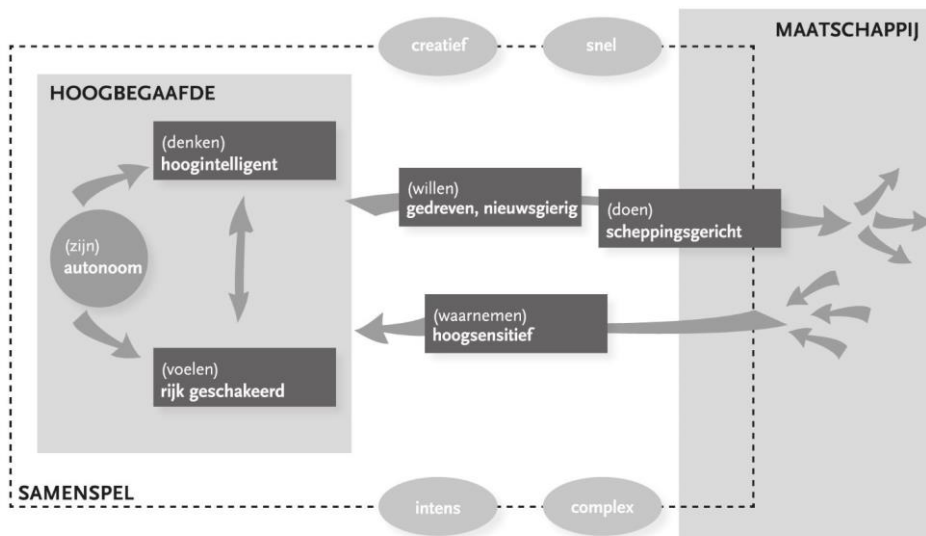 creatief
snel
MAATSCHAPPIJ
HOOGBEGAAFDE
(denken)
hoogintelligent
(willen)
gedreven, nieuwsgierig
(doen)
scheppingsgericht
(zijn)
autonoom
(waarnemen)
hoogsensitief
(voelen)
rijk geschakeerd
SAMENSPEL
intens
complex